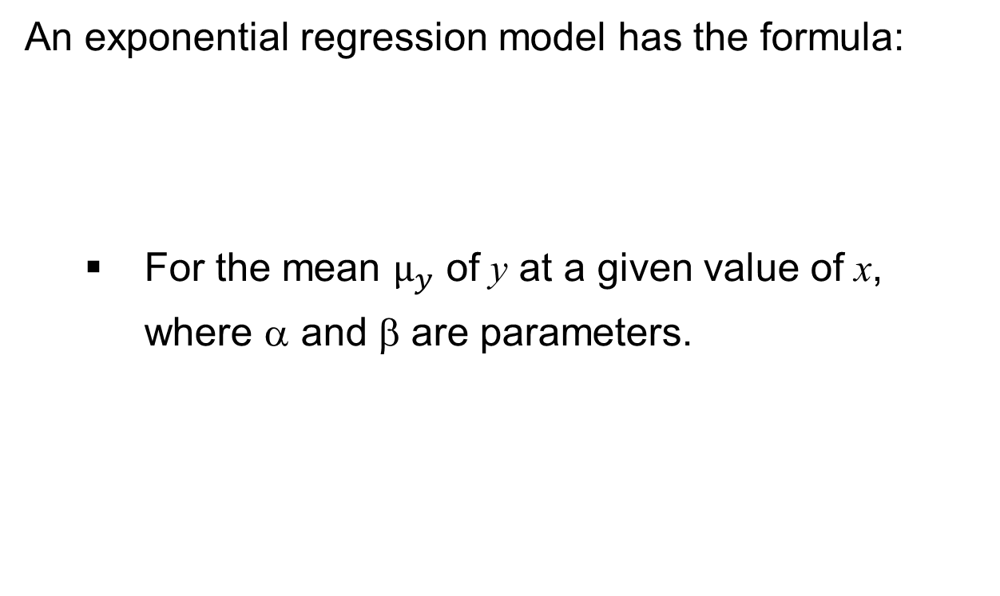 An exponential regression model has the formula:
▪ For the mean μy of y at a given value of x,
where α and β are parameters.